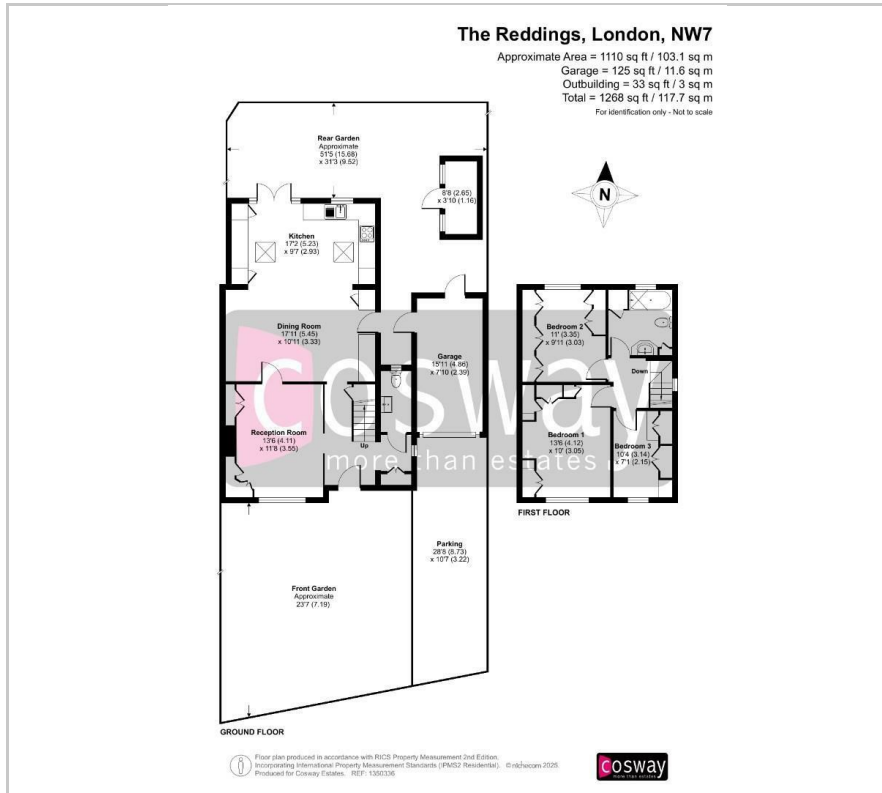 The Reddings, London, NW7
Approximate Area = 1110 sq ft / 103.1 sq m
Garage = 125 sq ft / 11.6 sq m
Outbuilding = 33 sq ft / 3 sq m
Total = 1268 sq ft / 117.7 sq m
For identification only - Not to scale
Rear Garden
Approximate
51'5 (15.68)
x 31'3 (9.52)
8'8 (2.65)
x 3'10 (1.16)
N
Kitchen
17'2 (5.23)
x 9'7 (2.93)
Dining Room
17'11 (5.45)
x 10'11 (3.33)
Garage
15'11 (4.86)
x 7'10 (2.39)
Bedroom 2
11' (3.35)
x 9'11 (3.03)
Down
Reception Room
13'6 (4.11)
x 11'8 (3.55)
Up
Bedroom 1
13'6 (4.12)
x 10' (3.05)
Bedroom 3
10'4 (3.14)
x 7'1 (2.15)
cosway
more than estates
FIRST FLOOR
Parking
28'8 (8.73)
x 10'7 (3.22)
Front Garden
Approximate
23'7 (7.19)
GROUND FLOOR
Floor plan produced in accordance with RICS Property Measurement 2nd Edition.
Incorporating International Property Measurement Standards (IPMS2 Residential). ©nichecom 2025.
Produced for Cosway Estates. REF: 1350336
cosway
more than estates